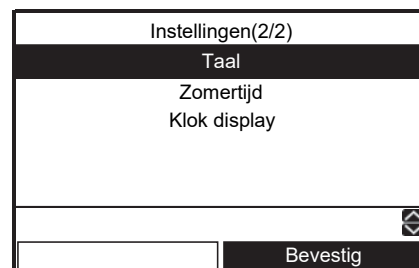 Instellingen(2/2)
Taal
Zomertijd
Klok display
Bevestig